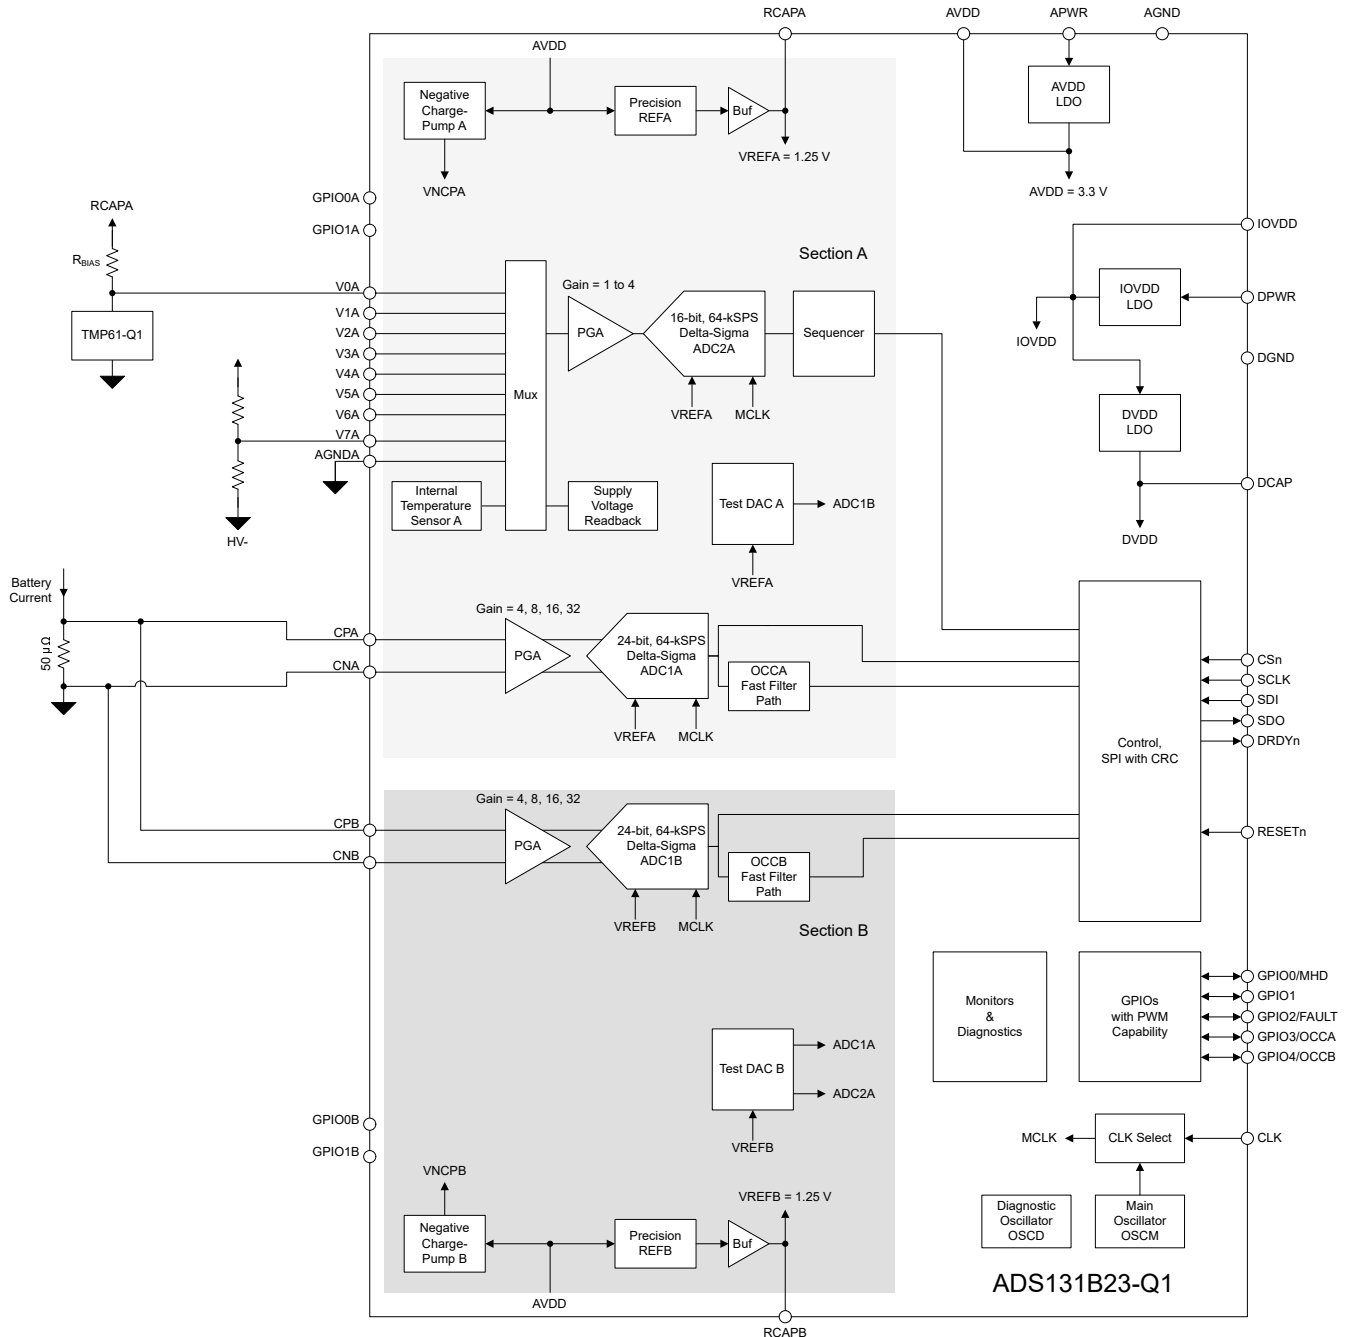 RCAPA
AVDD
APWR
AGND
AVDD
Negative
Charge-
Pump A
Precision
REFA
Buf
AVDD
LDO
VREFA = 1.25 V
VNCPA
AVDD = 3.3 V
GPIO0A
GPIO1A
RCAPA
RBIAS
TMP61-Q1
IOVDD
IOVDD
LDO
DPWR
IOVDD
DGND
DVDD
LDO
DCAP
DVDD
Section A
V0A
V1A
V2A
V3A
V4A
V5A
V6A
V7A
AGNDA
Mux
Gain = 1 to 4
PGA
16-bit, 64-kSPS
Delta-Sigma
ADC2A
Sequencer
VREFA
MCLK
Internal
Temperature
Sensor A
Supply
Voltage
Readback
Test DAC A
ADC1B
VREFA
HV-
Battery
Current
50 µΩ
CPA
CNA
Gain = 4, 8, 16, 32
PGA
24-bit, 64-kSPS
Delta-Sigma
ADC1A
OCCA
Fast Filter
Path
VREFA
MCLK
Control,
SPI with CRC
CSn
SCLK
SDI
SDO
DRDYn
RESETn
CPB
CNB
Gain = 4, 8, 16, 32
PGA
24-bit, 64-kSPS
Delta-Sigma
ADC1B
OCCB
Fast Filter
Path
VREFB
MCLK
Section B
Monitors
&
Diagnostics
GPIOs
with PWM
Capability
GPIO0/MHD
GPIO1
GPIO2/FAULT
GPIO3/OCCA
GPIO4/OCCB
Test DAC B
ADC1A
ADC2A
VREFB
GPIO0B
GPIO1B
MCLK
CLK Select
CLK
Diagnostic
Oscillator
OSCD
Main
Oscillator
OSCM
VNCPB
Negative
Charge-
Pump B
Precision
REFB
Buf
VREFB = 1.25 V
AVDD
RCAPB
ADS131B23-Q1